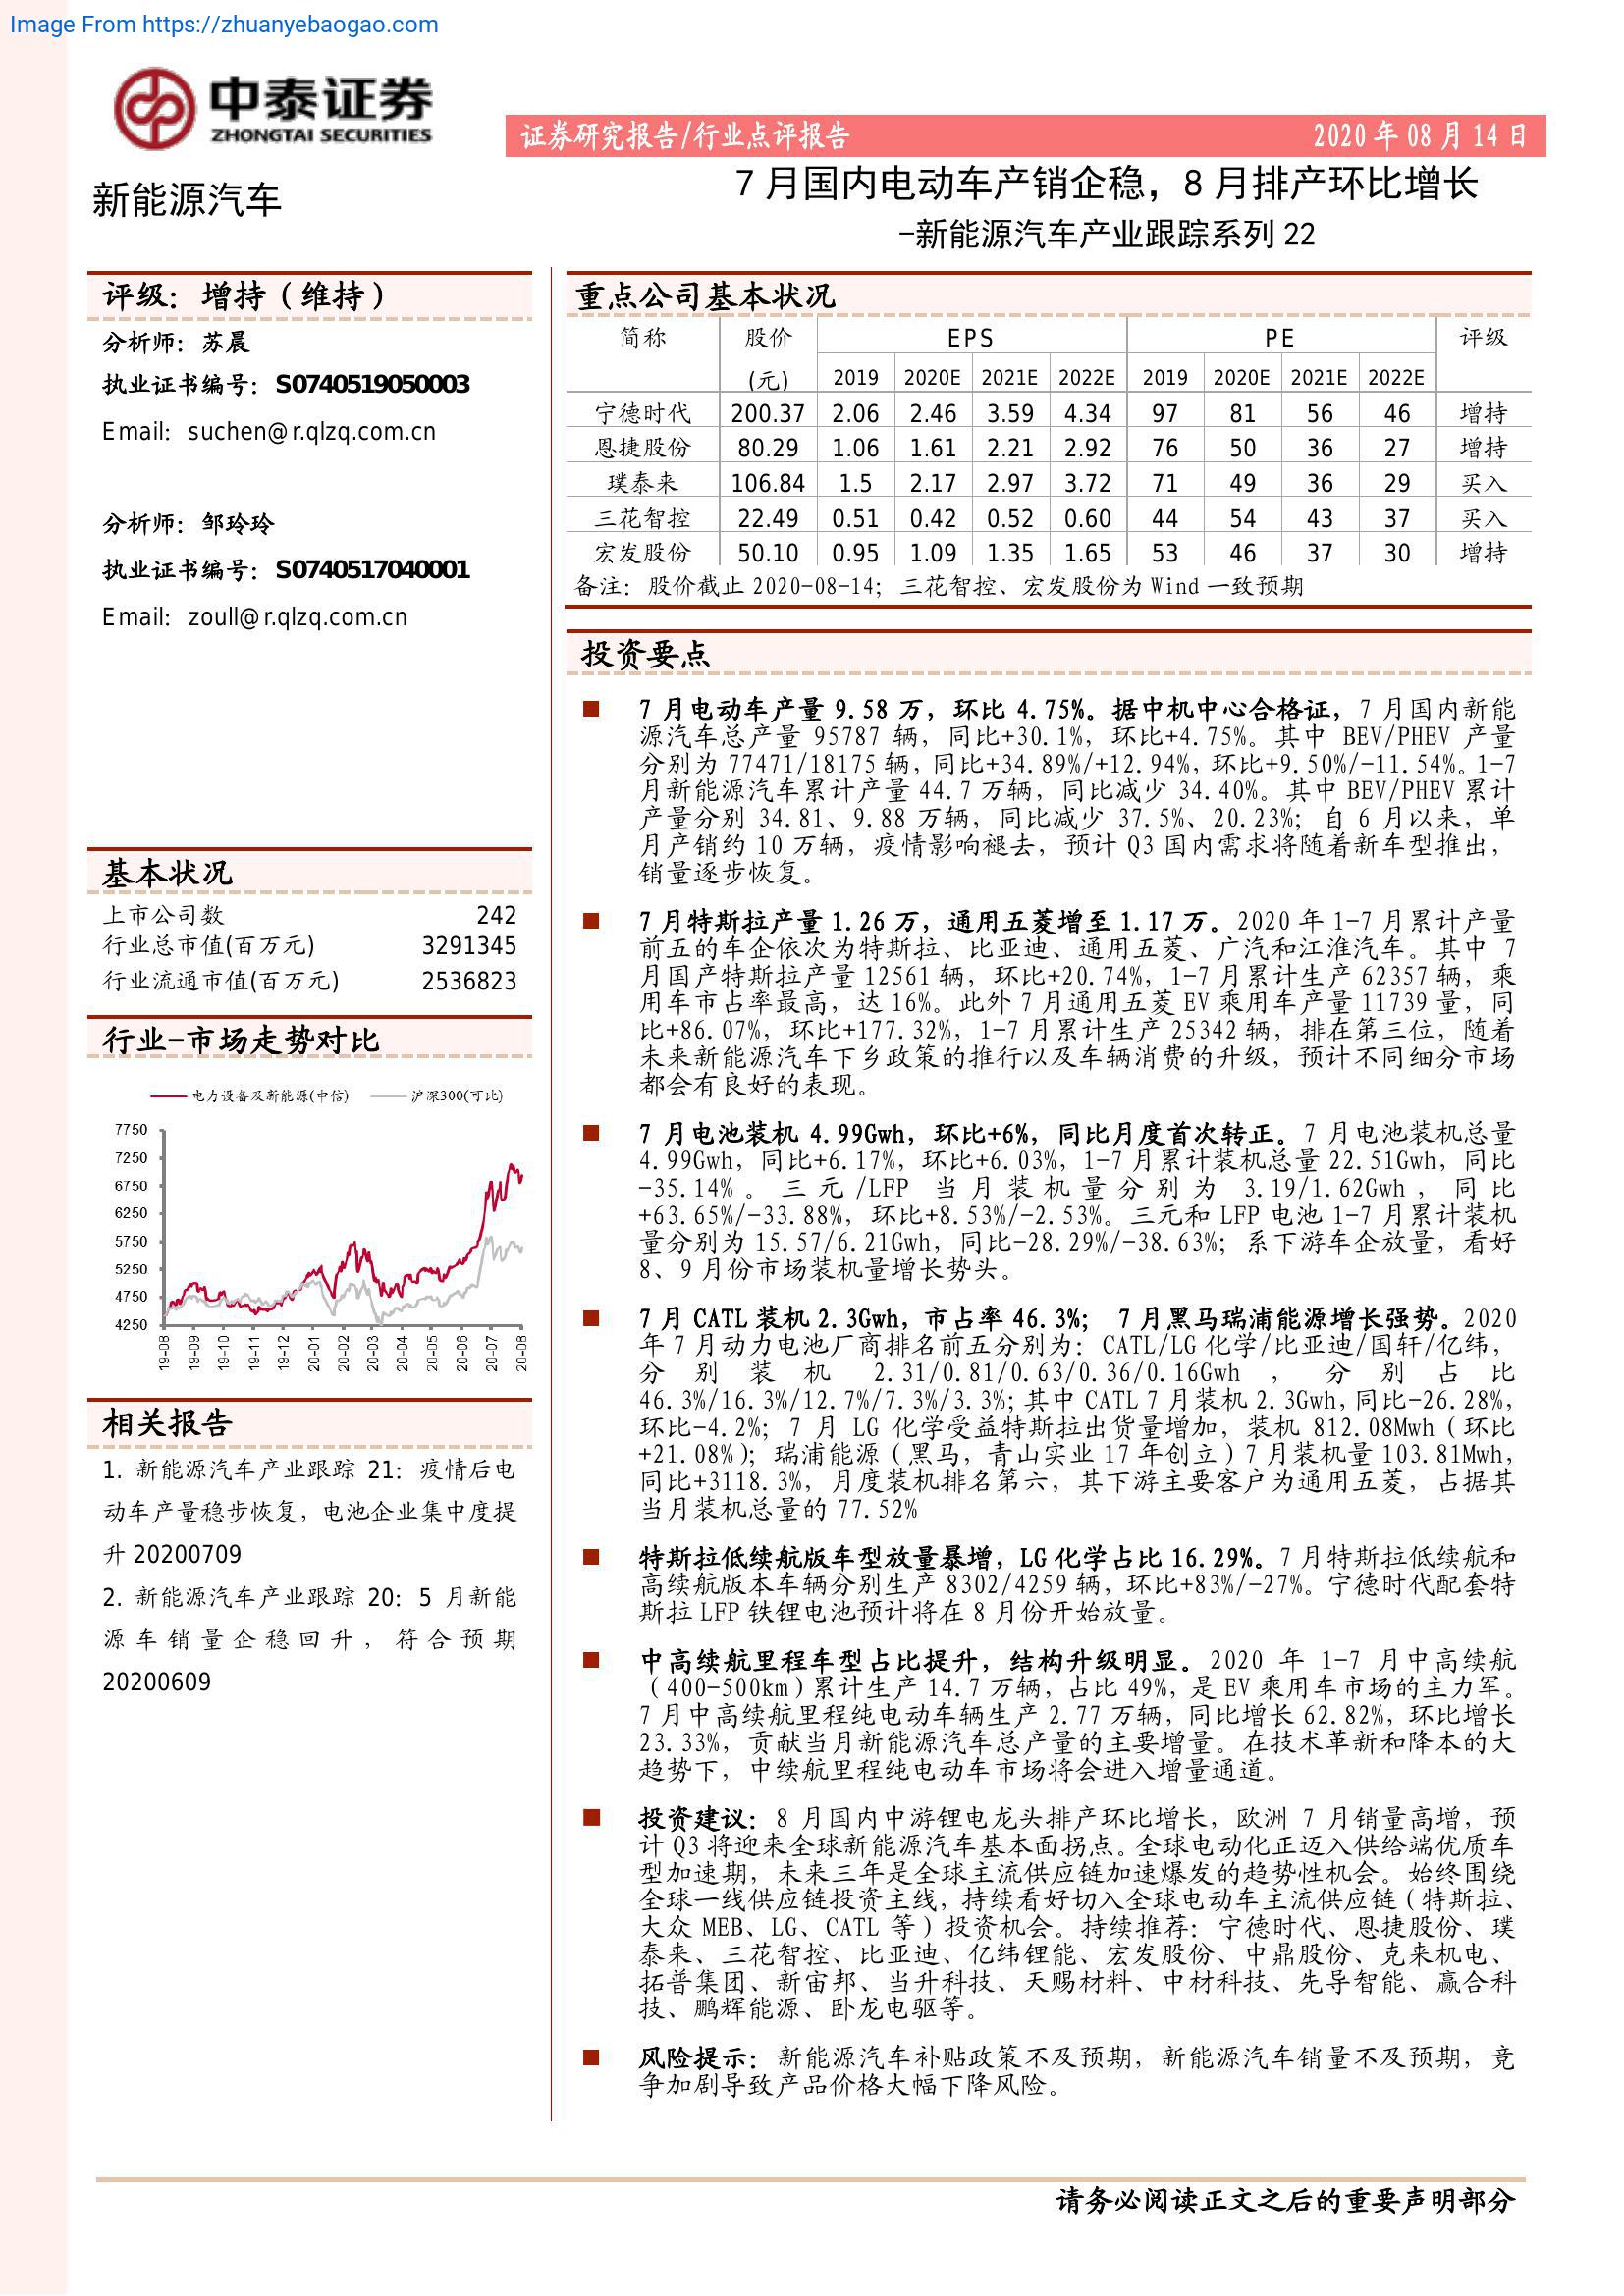 Image From https://zhuanyebaogao.com
中泰证券
ZHONGTAI SECURITIES
证券研究报告/行业点评报告
2020 年 08 月 14 日
新能源汽车
7 月国内电动车产销企稳，8 月排产环比增长
-新能源汽车产业跟踪系列 22
评级：增持（维持）
分析师：苏晨
执业证书编号：S0740519050003
Email：suchen@r.qlzq.com.cn
分析师：邹玲玲
执业证书编号：S0740517040001
Email：zoull@r.qlzq.com.cn
基本状况
上市公司数 242
行业总市值(百万元) 3291345
行业流通市值(百万元) 2536823
行业-市场走势对比
电力设备及新能源(中信) 沪深300(可比)
7750
7250
6750
6250
5750
5250
4750
4250
19-08 19-09 19-10 19-11 19-12 20-01 20-02 20-03 20-04 20-05 20-06 20-07 20-08
相关报告
1. 新能源汽车产业跟踪 21：疫情后电
动车产量稳步恢复，电池企业集中度提
升 20200709
2. 新能源汽车产业跟踪 20：5 月新能
源车销量企稳回升，符合预期
20200609
重点公司基本状况
简称 股价 EPS PE 评级
(元) 2019 2020E 2021E 2022E 2019 2020E 2021E 2022E
宁德时代 200.37 2.06 2.46 3.59 4.34 97 81 56 46 增持
恩捷股份 80.29 1.06 1.61 2.21 2.92 76 50 36 27 增持
璞泰来 106.84 1.5 2.17 2.97 3.72 71 49 36 29 买入
三花智控 22.49 0.51 0.42 0.52 0.60 44 54 43 37 买入
宏发股份 50.10 0.95 1.09 1.35 1.65 53 46 37 30 增持
备注：股价截止 2020-08-14；三花智控、宏发股份为 Wind 一致预期
投资要点
7 月电动车产量 9.58 万，环比 4.75%。据中机中心合格证，7 月国内新能
源汽车总产量 95787 辆，同比+30.1%，环比+4.75%。其中 BEV/PHEV 产量
分别为 77471/18175 辆，同比+34.89%/+12.94%，环比+9.50%/-11.54%。1-7
月新能源汽车累计产量 44.7 万辆，同比减少 34.40%。其中 BEV/PHEV 累计
产量分别 34.81、9.88 万辆，同比减少 37.5%、20.23%；自 6 月以来，单
月产销约 10 万辆，疫情影响褪去，预计 Q3 国内需求将随着新车型推出，
销量逐步恢复。
7 月特斯拉产量 1.26 万，通用五菱增至 1.17 万。2020 年 1-7 月累计产量
前五的车企依次为特斯拉、比亚迪、通用五菱、广汽和江淮汽车。其中 7
月国产特斯拉产量 12561 辆，环比+20.74%，1-7 月累计生产 62357 辆，乘
用车市占率最高，达 16%。此外 7 月通用五菱 EV 乘用车产量 11739 量，同
比+86.07%，环比+177.32%，1-7 月累计生产 25342 辆，排在第三位，随着
未来新能源汽车下乡政策的推行以及车辆消费的升级，预计不同细分市场
都会有良好的表现。
7 月电池装机 4.99Gwh，环比+6%，同比月度首次转正。7 月电池装机总量
4.99Gwh，同比+6.17%，环比+6.03%，1-7 月累计装机总量 22.51Gwh，同比
-35.14%。三元/LFP 当月装机量分别为 3.19/1.62Gwh，同比
+63.65%/-33.88%，环比+8.53%/-2.53%。三元和 LFP 电池 1-7 月累计装机
量分别为 15.57/6.21Gwh，同比-28.29%/-38.63%；系下游车企放量，看好
8、9 月份市场装机量增长势头。
7 月 CATL 装机 2.3Gwh，市占率 46.3%； 7 月黑马瑞浦能源增长强势。2020
年 7 月动力电池厂商排名前五分别为：CATL/LG 化学/比亚迪/国轩/亿纬，
分别装机 2.31/0.81/0.63/0.36/0.16Gwh ，分别占比
46.3%/16.3%/12.7%/7.3%/3.3%；其中 CATL 7 月装机 2.3Gwh，同比-26.28%，
环比-4.2%；7 月 LG 化学受益特斯拉出货量增加，装机 812.08Mwh（环比
+21.08%）；瑞浦能源（黑马，青山实业 17 年创立）7 月装机量 103.81Mwh，
同比+3118.3%，月度装机排名第六，其下游主要客户为通用五菱，占据其
当月装机总量的 77.52%
特斯拉低续航版车型放量暴增，LG 化学占比 16.29%。7 月特斯拉低续航和
高续航版本车辆分别生产 8302/4259 辆，环比+83%/-27%。宁德时代配套特
斯拉 LFP 铁锂电池预计将在 8 月份开始放量。
中高续航里程车型占比提升，结构升级明显。2020 年 1-7 月中高续航
（400-500km）累计生产 14.7 万辆，占比 49%，是 EV 乘用车市场的主力军。
7 月中高续航里程纯电动车辆生产 2.77 万辆，同比增长 62.82%，环比增长
23.33%，贡献当月新能源汽车总产量的主要增量。在技术革新和降本的大
趋势下，中续航里程纯电动车市场将会进入增量通道。
投资建议：8 月国内中游锂电龙头排产环比增长，欧洲 7 月销量高增，预
计 Q3 将迎来全球新能源汽车基本面拐点。全球电动化正迈入供给端优质车
型加速期，未来三年是全球主流供应链加速爆发的趋势性机会。始终围绕
全球一线供应链投资主线，持续看好切入全球电动车主流供应链（特斯拉、
大众 MEB、LG、CATL 等）投资机会。持续推荐：宁德时代、恩捷股份、璞
泰来、三花智控、比亚迪、亿纬锂能、宏发股份、中鼎股份、克来机电、
拓普集团、新宙邦、当升科技、天赐材料、中材科技、先导智能、赢合科
技、鹏辉能源、卧龙电驱等。
风险提示：新能源汽车补贴政策不及预期，新能源汽车销量不及预期，竞
争加剧导致产品价格大幅下降风险。
请务必阅读正文之后的重要声明部分